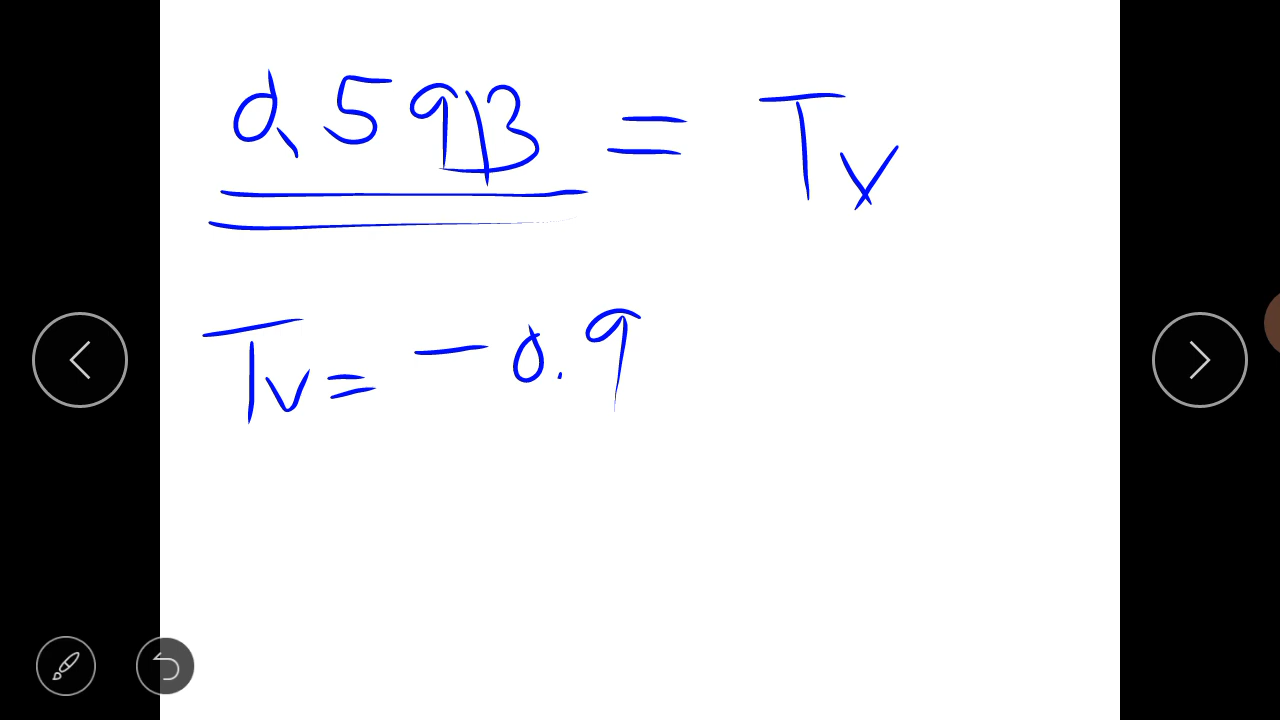 0,5913 = Tv
Tv = -0.9